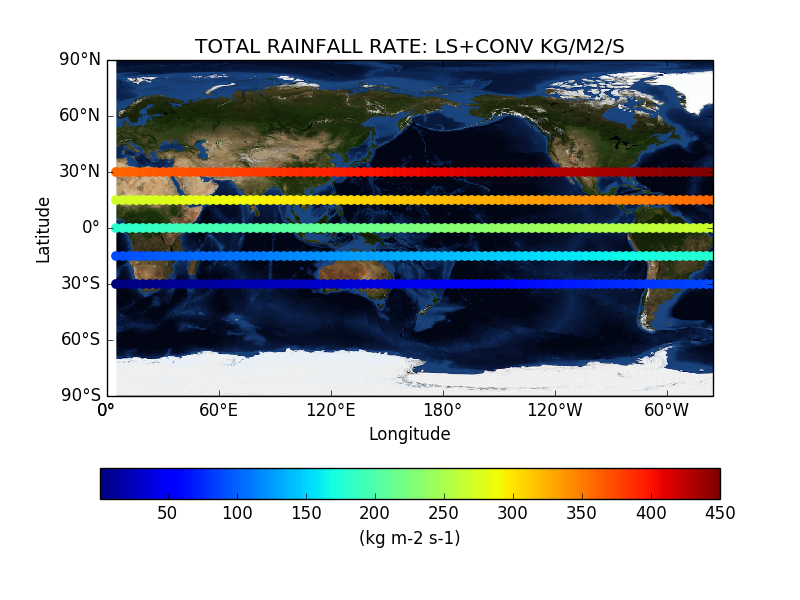 TOTAL RAINFALL RATE: LS+CONV KG/M2/S
90°N
60°N
30°N
0°
30°S
60°S
90°S
Latitude
0° 60°E 120°E 180° 120°W 60°W
Longitude
50 100 150 200 250 300 350 400 450
(kg m-2 s-1)